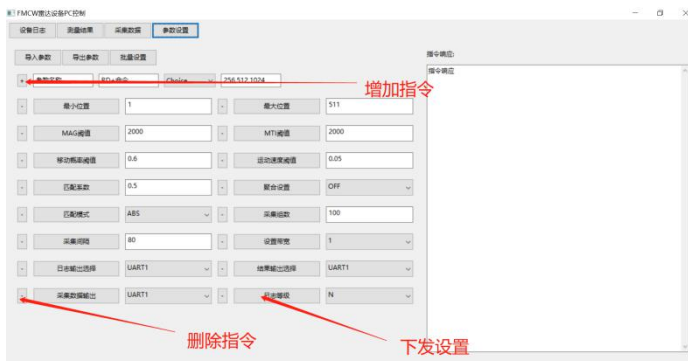 FMCW雷达设备PC控制
设备日志 测量结果 采集数据 参数设置
导入参数 导出参数 批量设置
指令响应:
+ 参数名称 Choice 256.512.1024
增加指令
指令响应
- 最小位置 1 - 最大位置 511
- MAG阈值 2000 - MTI阈值 2000
- 移动概率阈值 0.6 - 运动速度阈值 0.05
- 匹配系数 0.5 - 聚合设置 OFF
- 匹配模式 ABS - 采集组数 100
- 采集间隔 80 - 设置带宽 1
- 日志输出选择 UART1 - 结果输出选择 UART1
- 采集数据输出 UART1 - 日志等级 N
删除指令
下发设置